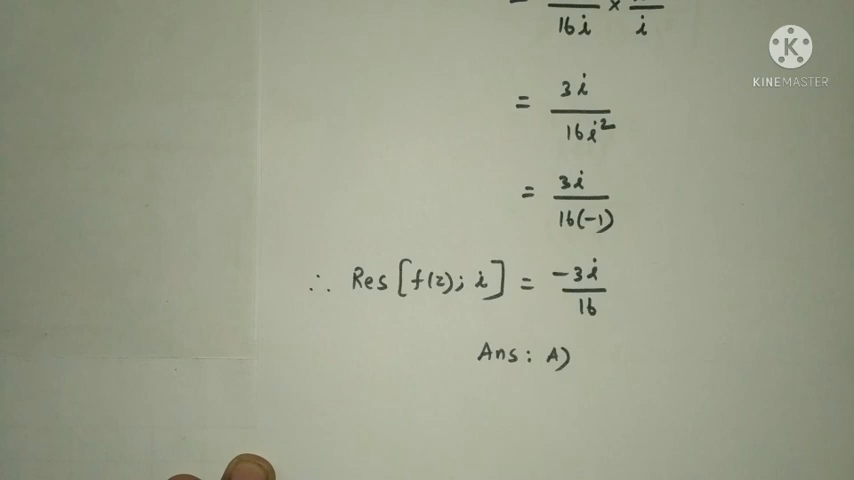 = / 16i × / i
= 3i / 16i²
= 3i / 16(-1)
∴ Res[f(z); i] = -3i / 16
Ans: A)
K
KINEMASTER